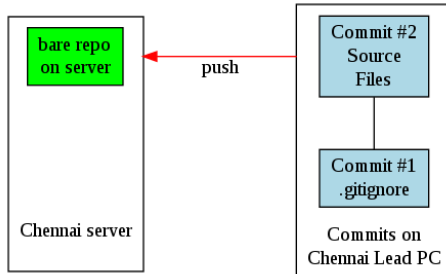 bare repo
on server
push
Chennai server
Commit #2
Source
Files
Commit #1
.gitignore
Commits on
Chennai Lead PC